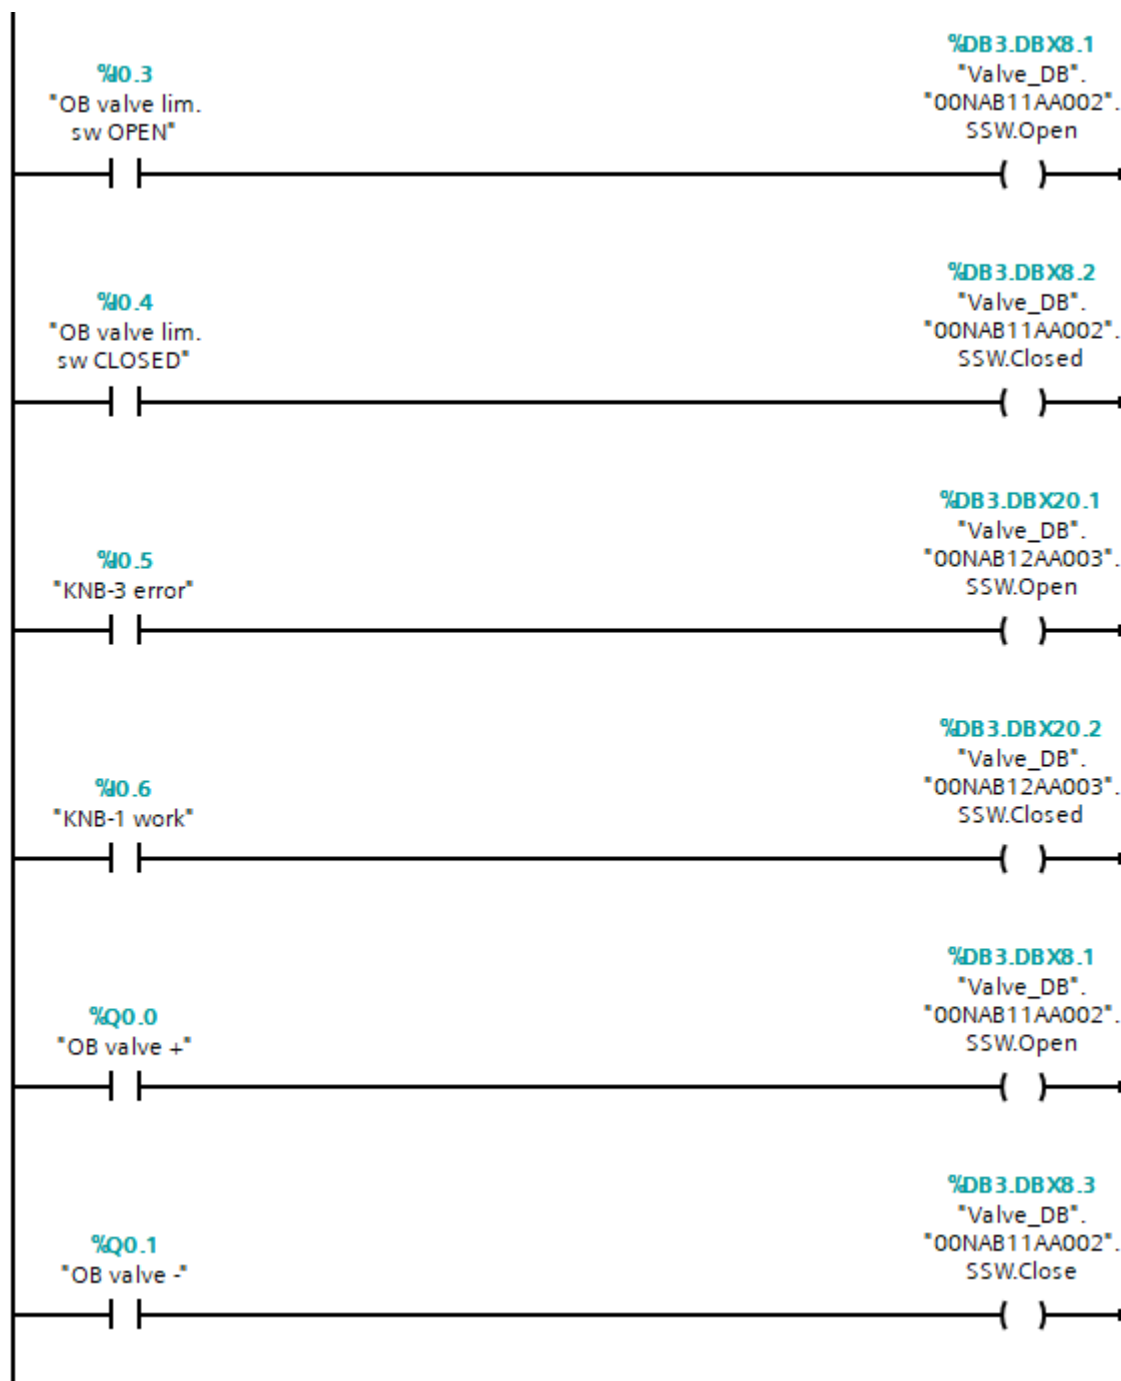 %I0.3
"OB valve lim.
sw OPEN"
%DB3.DBX8.1
"Valve_DB".
"00NAB11AA002".
SSW.Open
%I0.4
"OB valve lim.
sw CLOSED"
%DB3.DBX8.2
"Valve_DB".
"00NAB11AA002".
SSW.Closed
%I0.5
"KNB-3 error"
%DB3.DBX20.1
"Valve_DB".
"00NAB12AA003".
SSW.Open
%I0.6
"KNB-1 work"
%DB3.DBX20.2
"Valve_DB".
"00NAB12AA003".
SSW.Closed
%Q0.0
"OB valve +"
%DB3.DBX8.1
"Valve_DB".
"00NAB11AA002".
SSW.Open
%Q0.1
"OB valve -"
%DB3.DBX8.3
"Valve_DB".
"00NAB11AA002".
SSW.Close